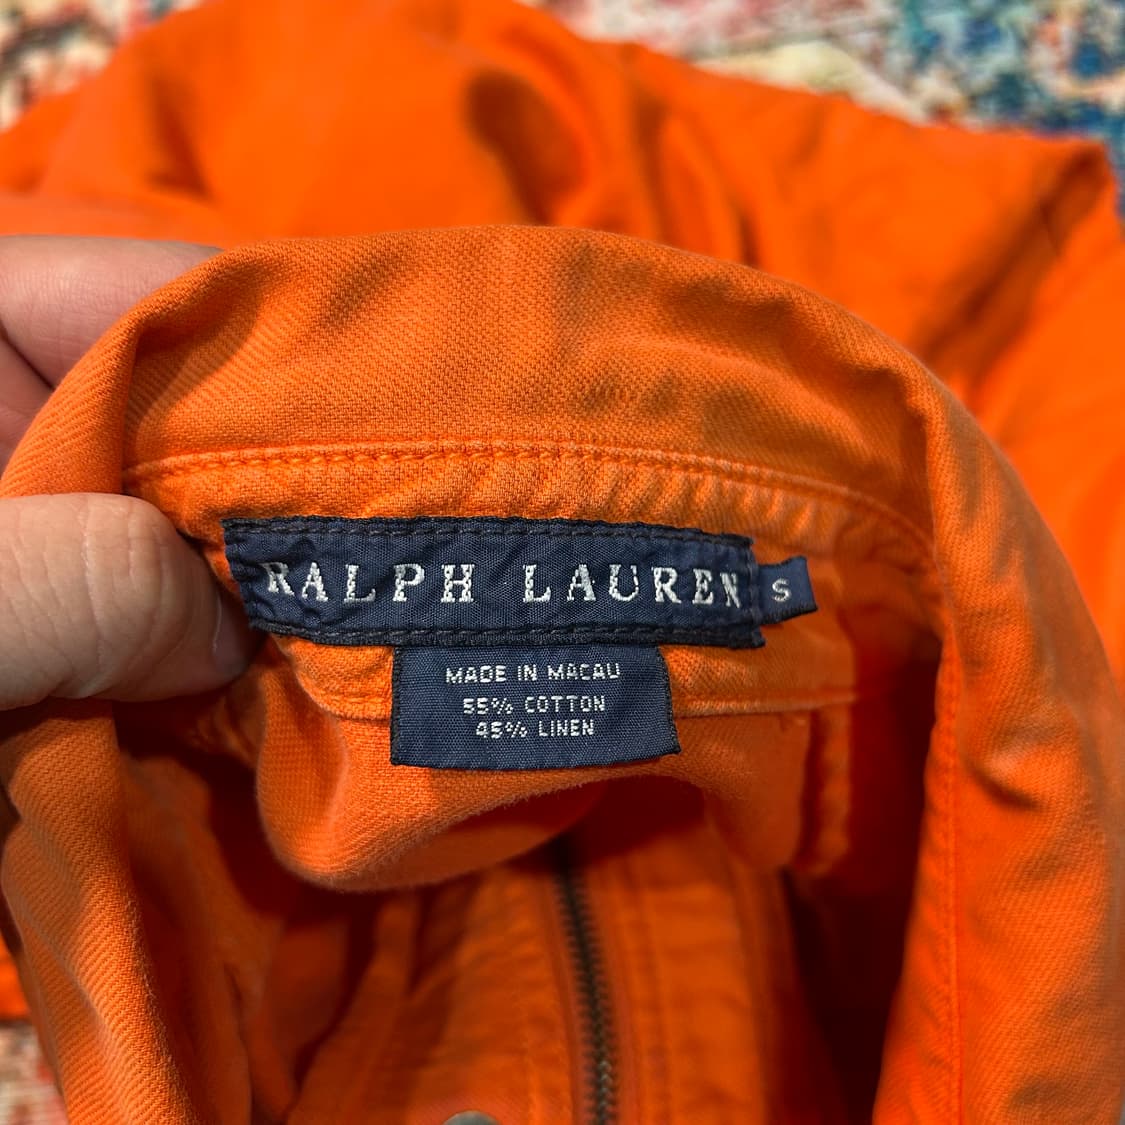 RALPH LAUREN S
MADE IN MACAU
55% COTTON
45% LINEN